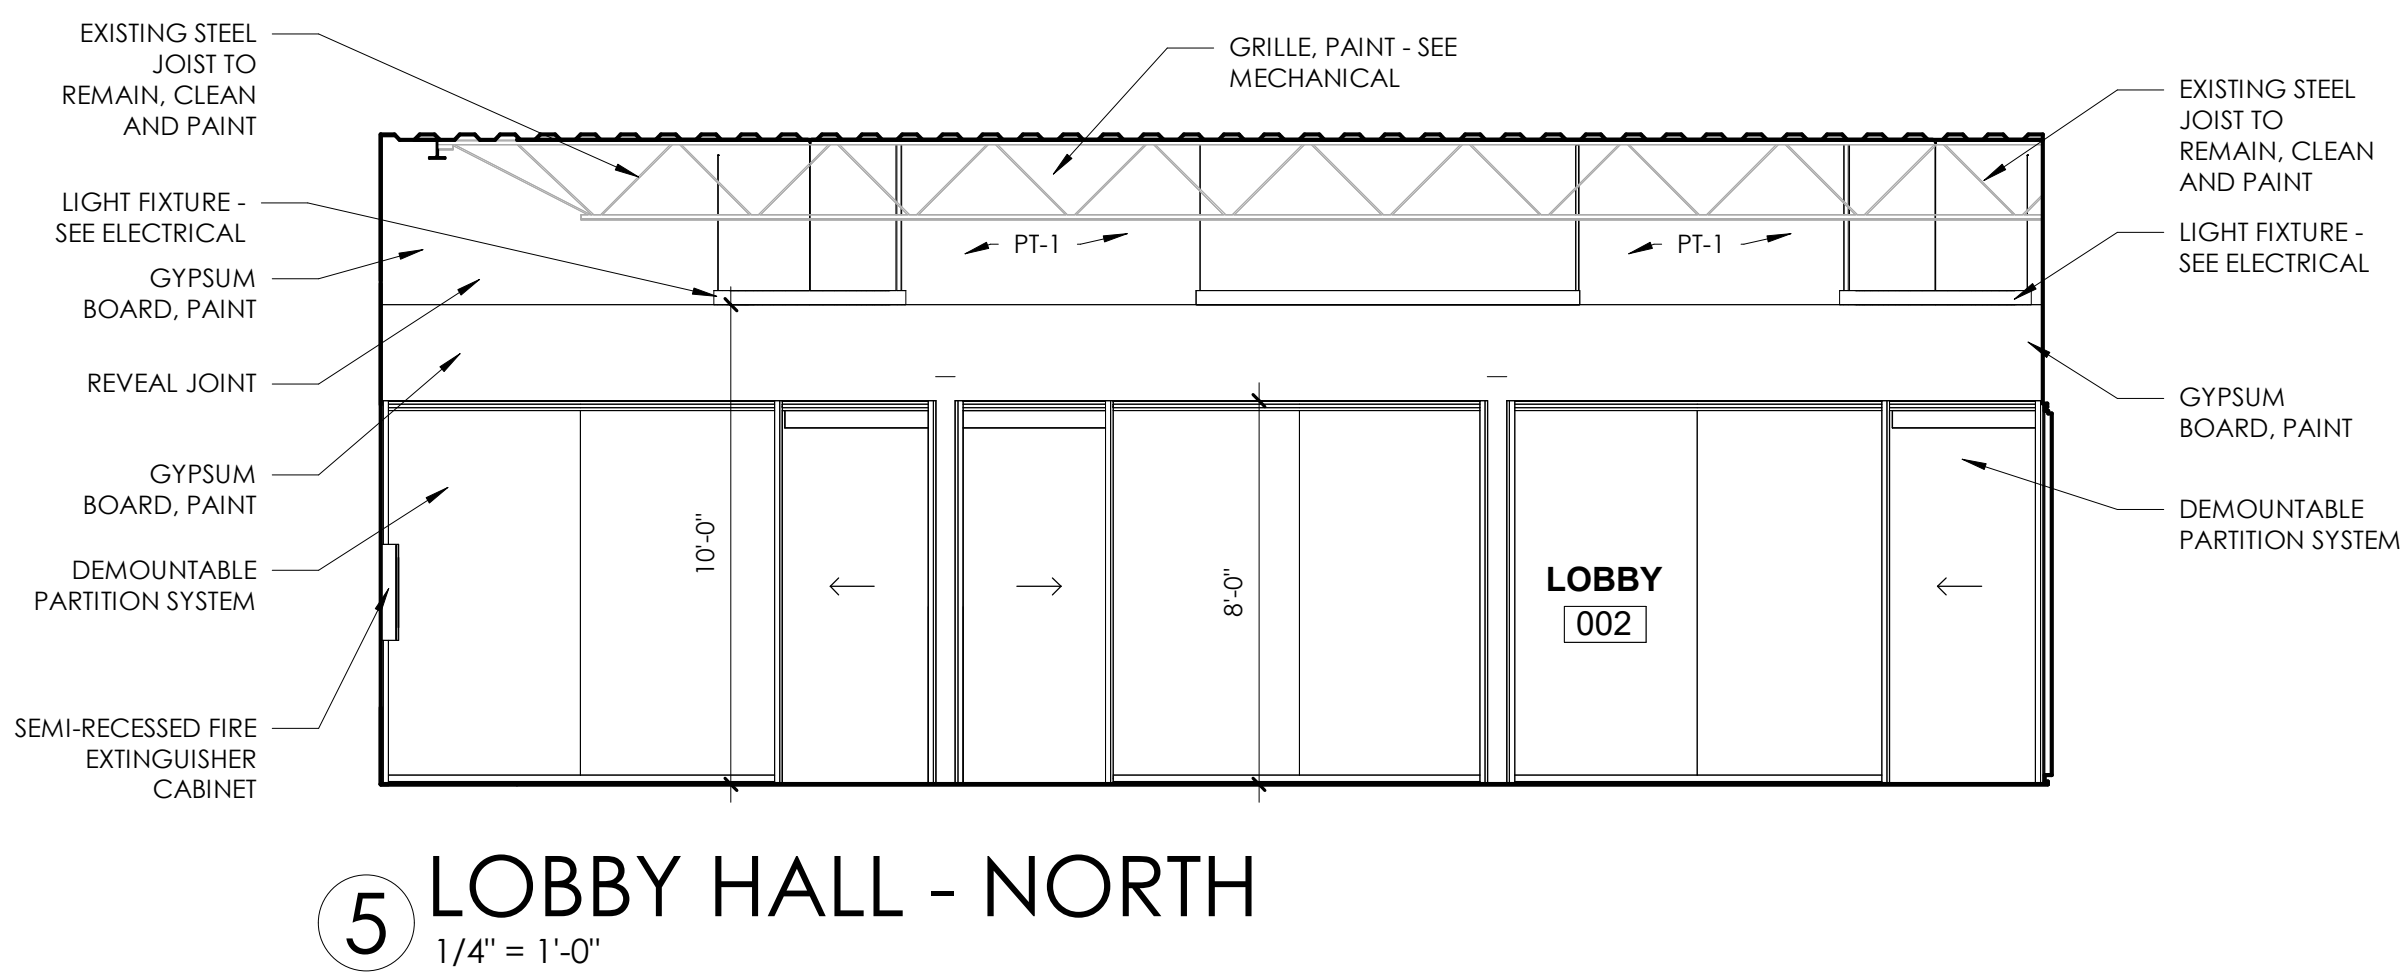 EXISTING STEEL
JOIST TO
REMAIN, CLEAN
AND PAINT
LIGHT FIXTURE -
SEE ELECTRICAL
GYPSUM
BOARD, PAINT
REVEAL JOINT
GYPSUM
BOARD, PAINT
DEMOUNTABLE
PARTITION SYSTEM
SEMI-RECESSED FIRE
EXTINGUISHER
CABINET
GRILLE, PAINT - SEE
MECHANICAL
PT-1
PT-1
10'-0"
8'-0"
LOBBY
002
EXISTING STEEL
JOIST TO
REMAIN, CLEAN
AND PAINT
LIGHT FIXTURE -
SEE ELECTRICAL
GYPSUM
BOARD, PAINT
DEMOUNTABLE
PARTITION SYSTEM
5
LOBBY HALL - NORTH
1/4" = 1'-0"